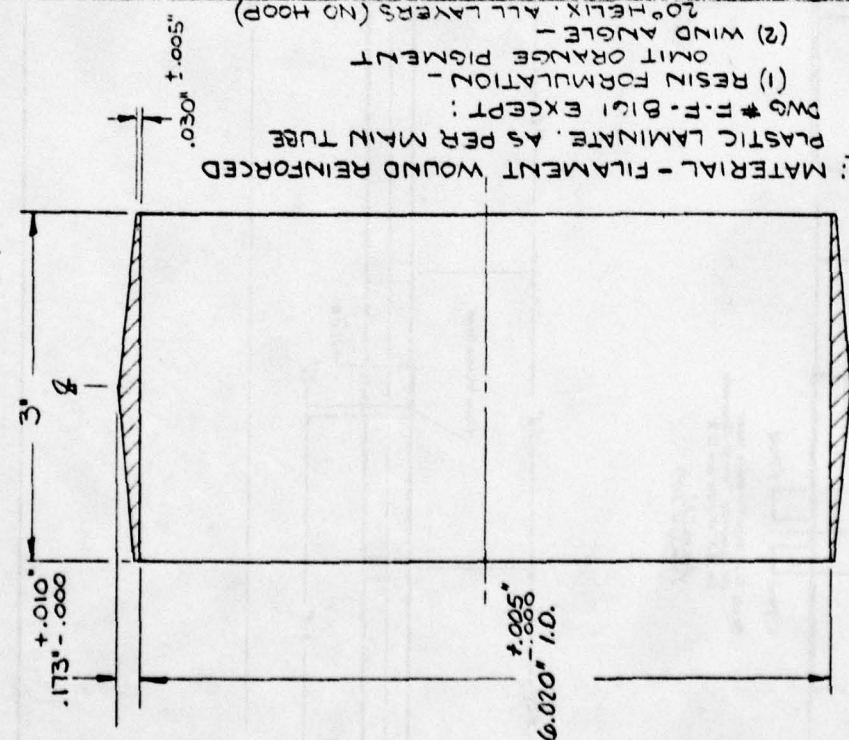 : MATERIAL - FILAMENT WOUND REINFORCED
PLASTIC LAMINATE. AS PER MAIN TUBE
DWG # F.F. 8161 EXCEPT:
(1) RESIN FORMULATION -
OMIT ORANGE PIGMENT
(2) WIND ANGLE -
20° HELIX. ALL LAYERS (NO HOOP)
.030" ±.005"
3"
.173" +.010" -.000
6.020" I.D. +.005" -.000